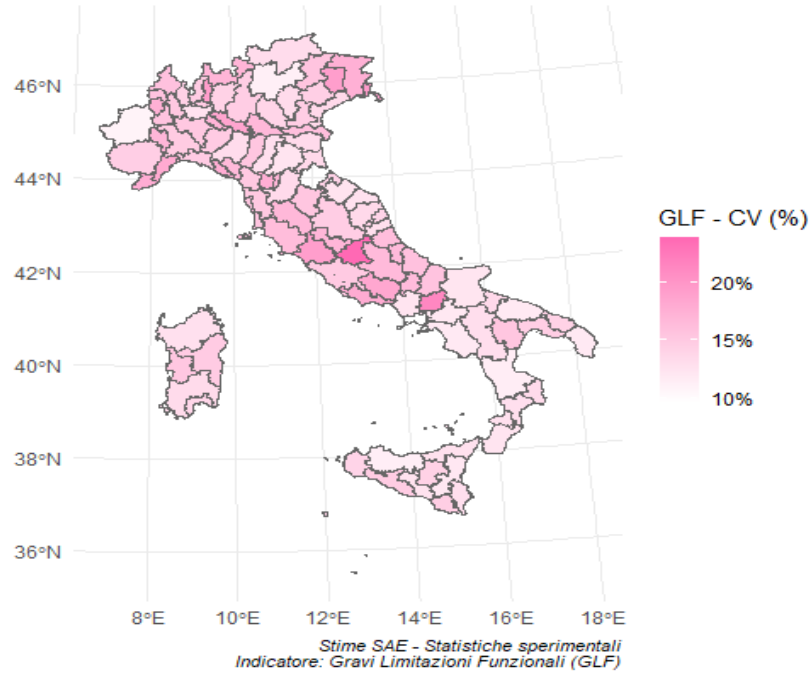 46°N
44°N
42°N
40°N
38°N
36°N
8°E 10°E 12°E 14°E 16°E 18°E
GLF - CV (%)
20%
15%
10%
Stime SAE - Statistiche sperimentali
Indicatore: Gravi Limitazioni Funzionali (GLF)